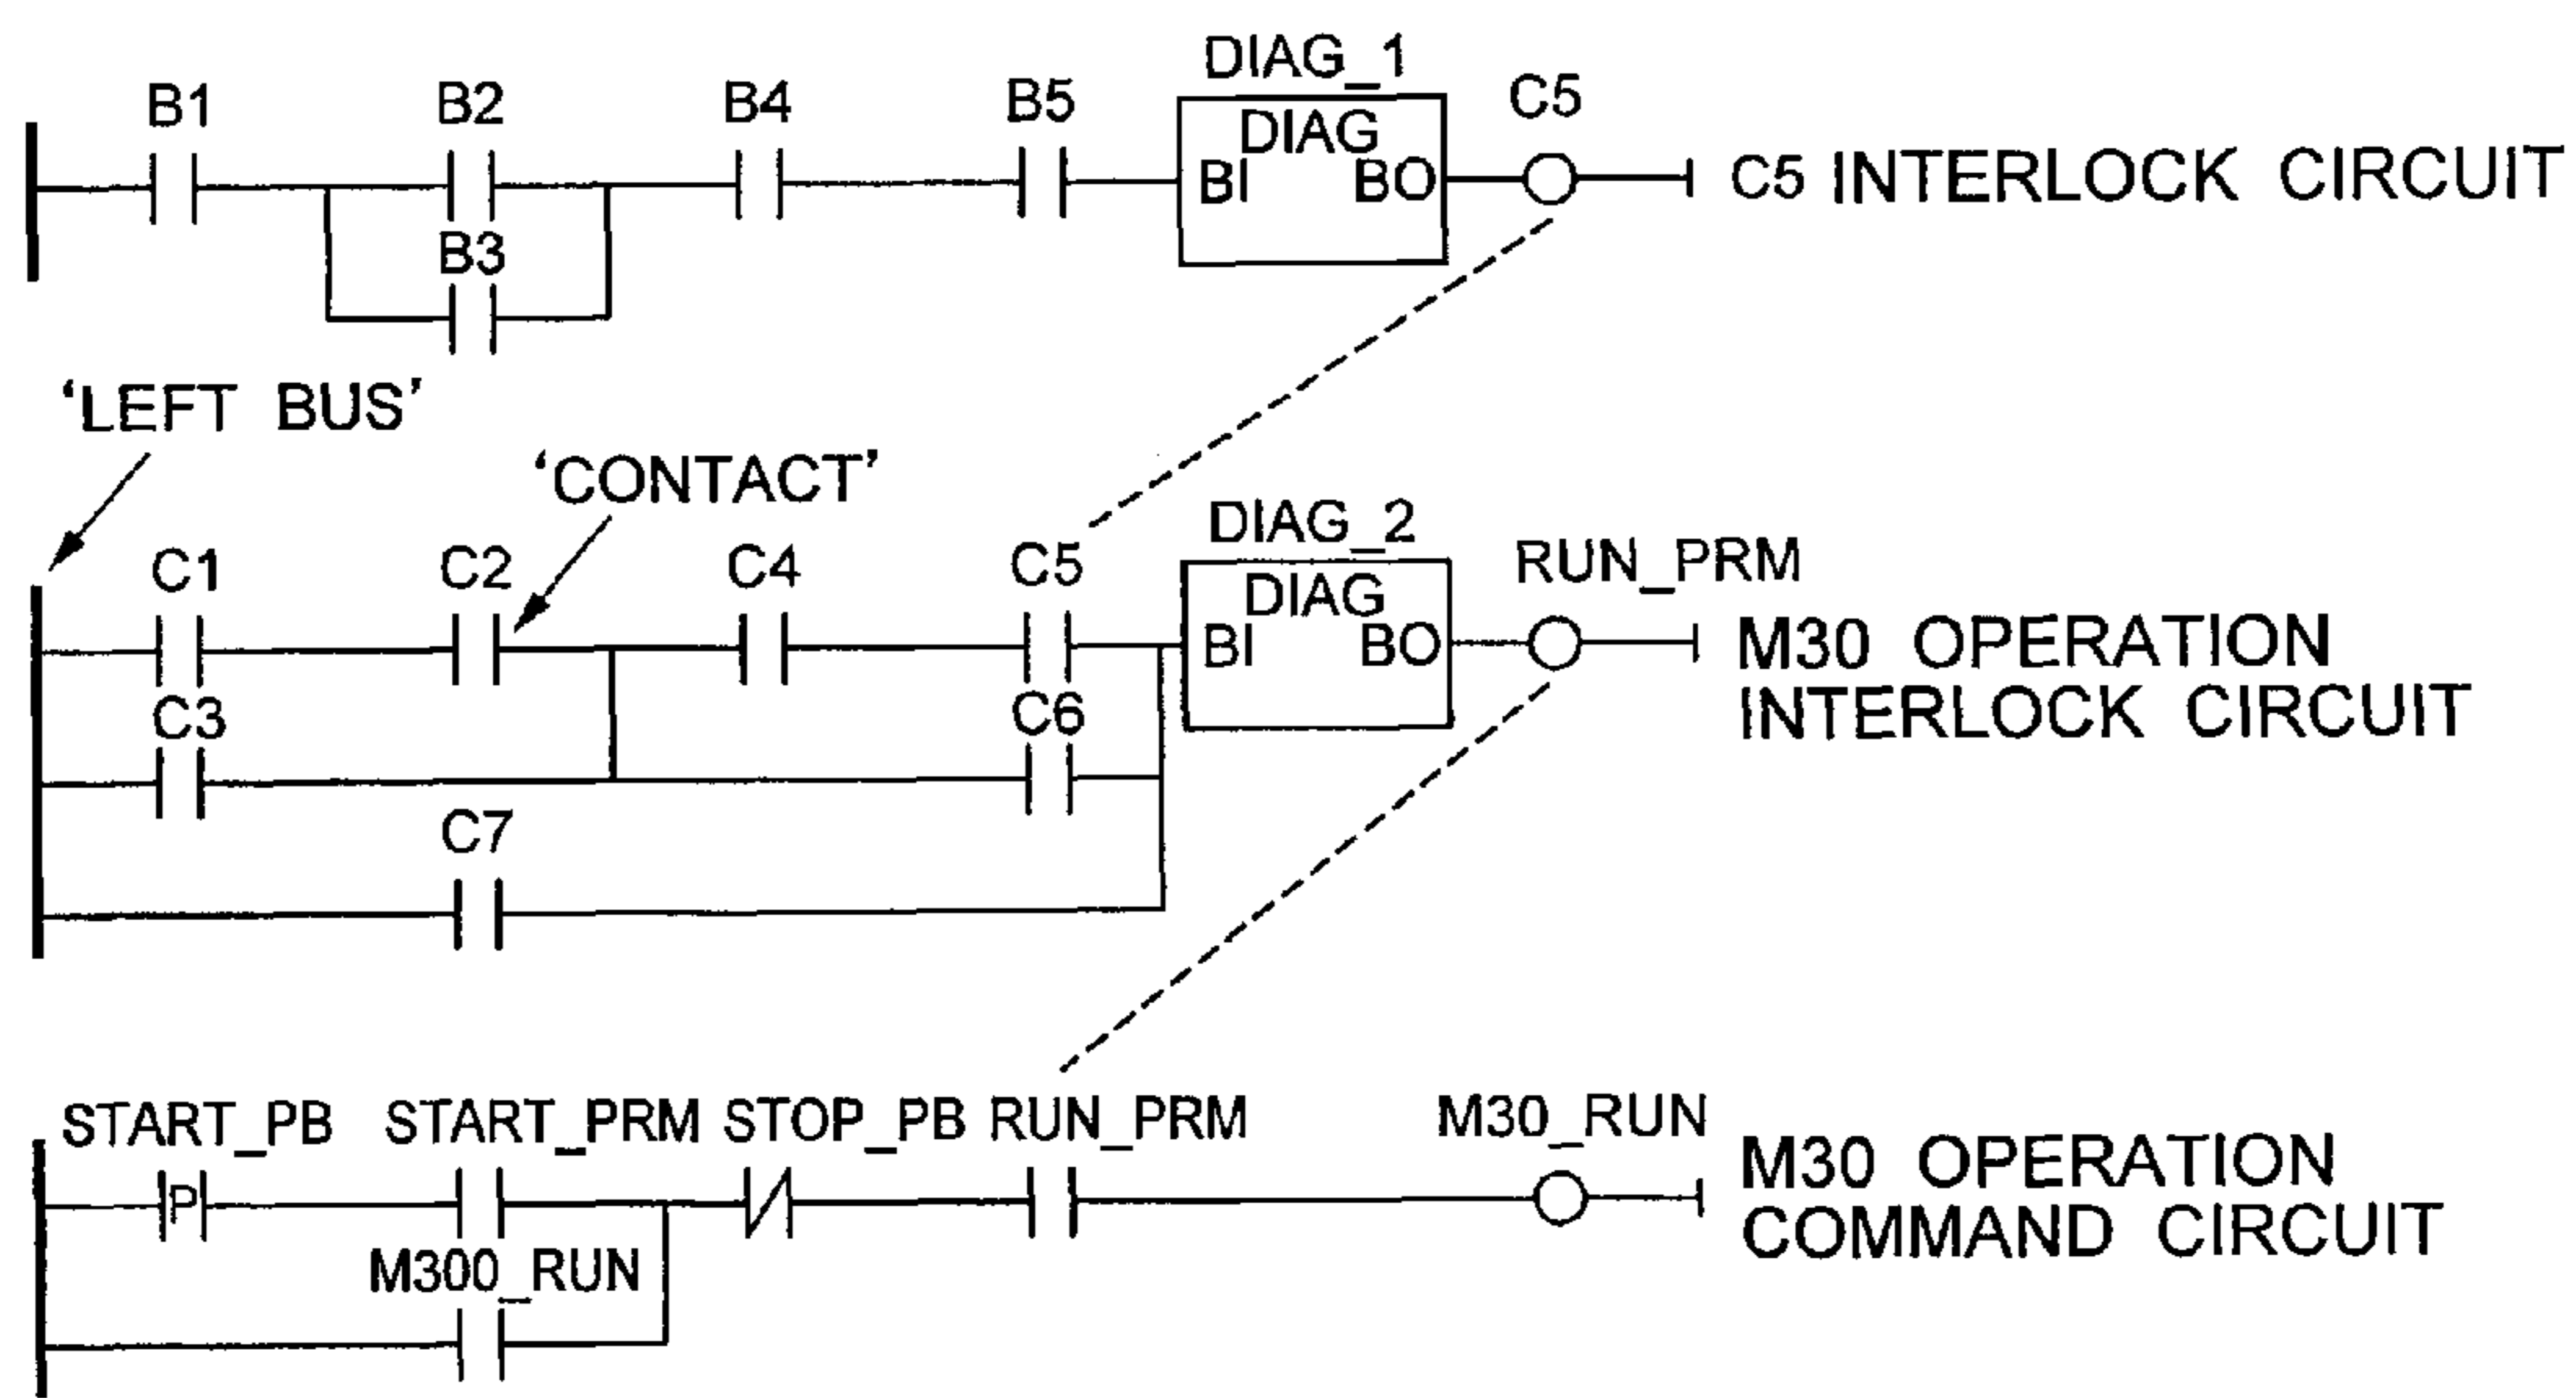 DIAG_1
B1 B2 B4 B5 DIAG C5
BI BO C5 INTERLOCK CIRCUIT
B3
‘LEFT BUS’
‘CONTACT’
DIAG_2
C1 C2 C4 C5 DIAG RUN_PRM
BI BO M30 OPERATION
INTERLOCK CIRCUIT
C3 C6
C7
START_PB START_PRM STOP_PB RUN_PRM M30_RUN
P M30 OPERATION
COMMAND CIRCUIT
M300_RUN